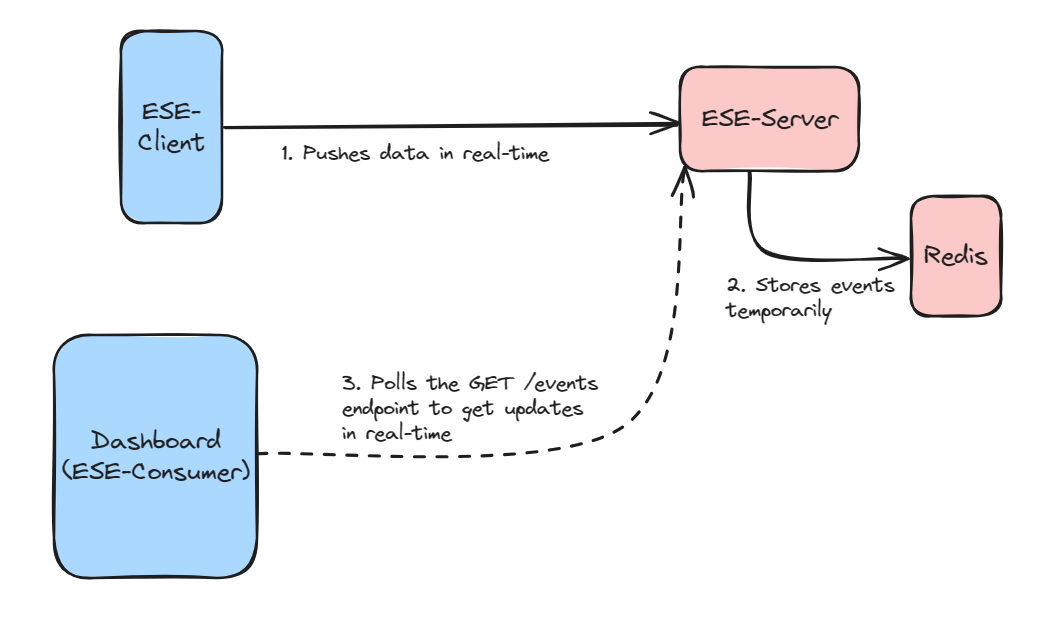 ESE-
Client
1. Pushes data in real-time
ESE-Server
Redis
2. Stores events
temporarily
3. Polls the GET /events
endpoint to get updates
in real-time
Dashboard
(ESE-Consumer)